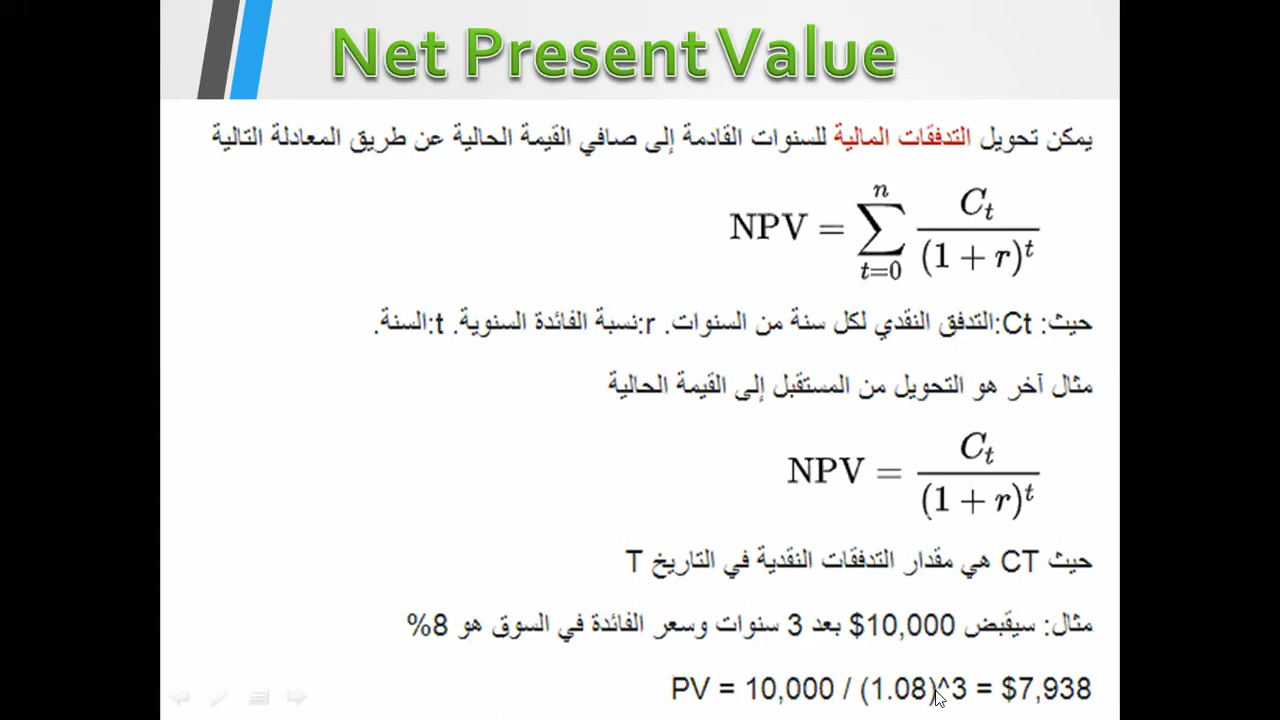 Net Present Value
يمكن تحويل التدفقات المالية للسنوات القادمة إلى صافي القيمة الحالية عن طريق المعادلة التالية
NPV = \sum_{t=0}^{n} \frac{C_t}{(1+r)^t}
حيث: Ct:التدفق النقدي لكل سنة من السنوات. r:نسبة الفائدة السنوية. t:السنة.
مثال آخر هو التحويل من المستقبل إلى القيمة الحالية
NPV = \frac{C_t}{(1+r)^t}
حيث CT هي مقدار التدفقات النقدية في التاريخ T
مثال: سيقبض 10,000$ بعد 3 سنوات وسعر الفائدة في السوق هو 8%
PV = 10,000 / (1.08)^3 = $7,938